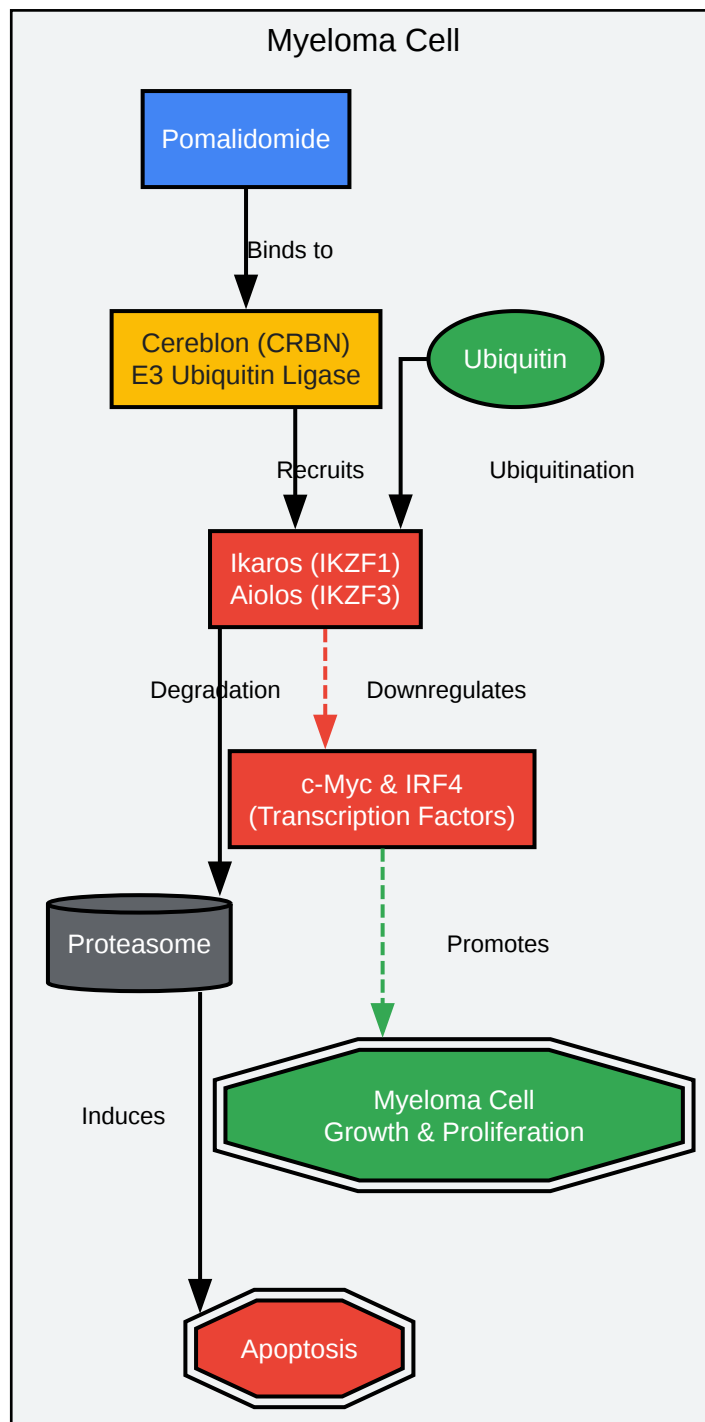 Myeloma Cell
Pomalidomide
Binds to
Cereblon (CRBN)
E3 Ubiquitin Ligase
Ubiquitin
Recruits
Ubiquitination
Ikaros (IKZF1)
Aiolos (IKZF3)
Degradation
Downregulates
c-Myc & IRF4
(Transcription Factors)
Proteasome
Promotes
Myeloma Cell
Growth & Proliferation
Induces
Apoptosis